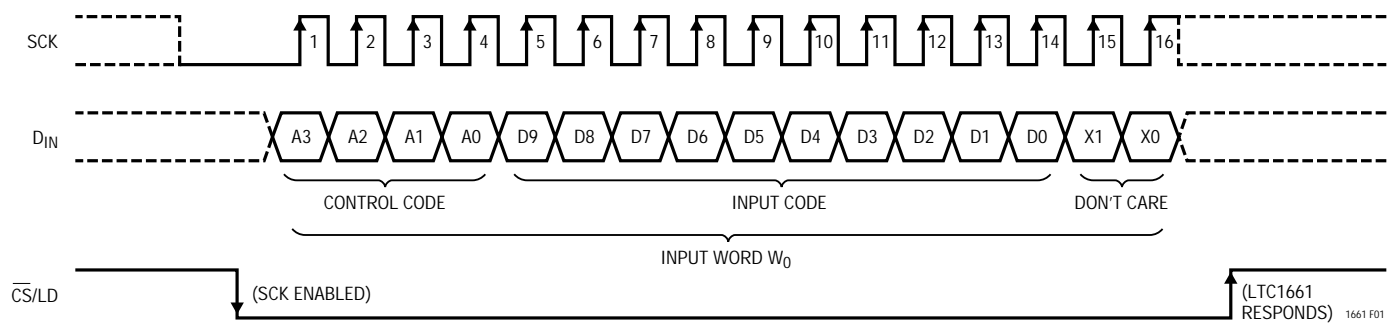 SCK 1 2 3 4 5 6 7 8 9 10 11 12 13 14 15 16
DIN A3 A2 A1 A0 D9 D8 D7 D6 D5 D4 D3 D2 D1 D0 X1 X0
CONTROL CODE INPUT CODE DON'T CARE
INPUT WORD W0
CS/LD (SCK ENABLED) (LTC1661
RESPONDS) 1661 F01